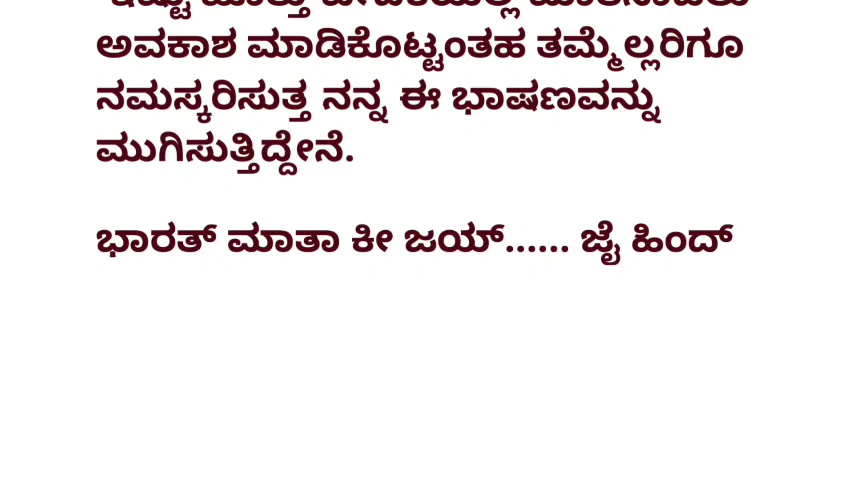 ಅವಕಾಶ ಮಾಡಿಕೊಟ್ಟಂತಹ ತಮ್ಮೆಲ್ಲರಿಗೂ
ನಮಸ್ಕರಿಸುತ್ತ ನನ್ನ ಈ ಭಾಷಣವನ್ನು
ಮುಗಿಸುತ್ತಿದ್ದೇನೆ.
ಭಾರತ್ ಮಾತಾ ಕೀ ಜಯ್...... ಜೈ ಹಿಂದ್